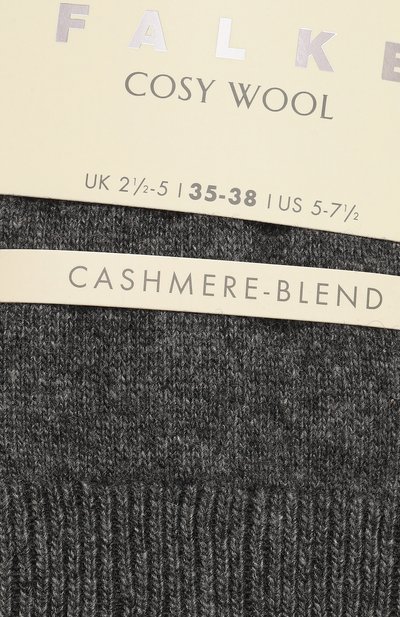 FALKE
COSY WOOL
UK 2½-5 | 35-38 | US 5-7½
CASHMERE-BLEND